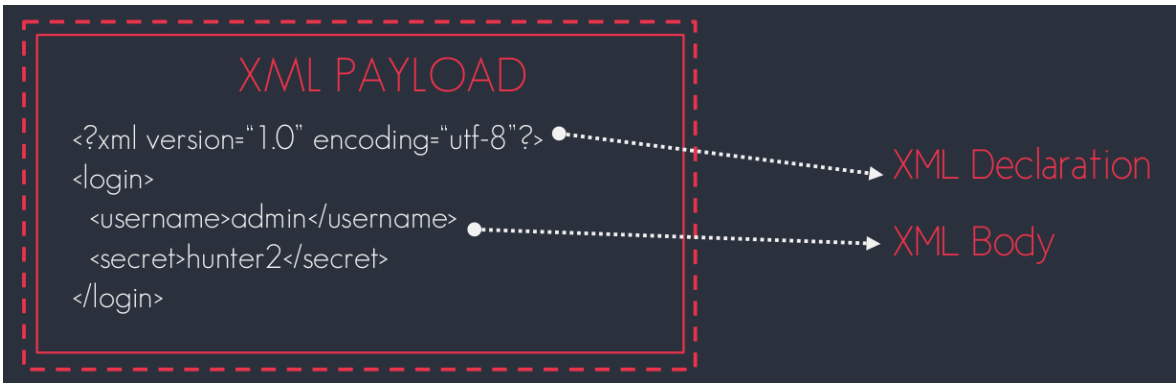 XML PAYLOAD
<?xml version=“1.0” encoding=“utf-8”?>
<login>
<username>admin</username>
<secret>hunter2</secret>
</login>
XML Declaration
XML Body